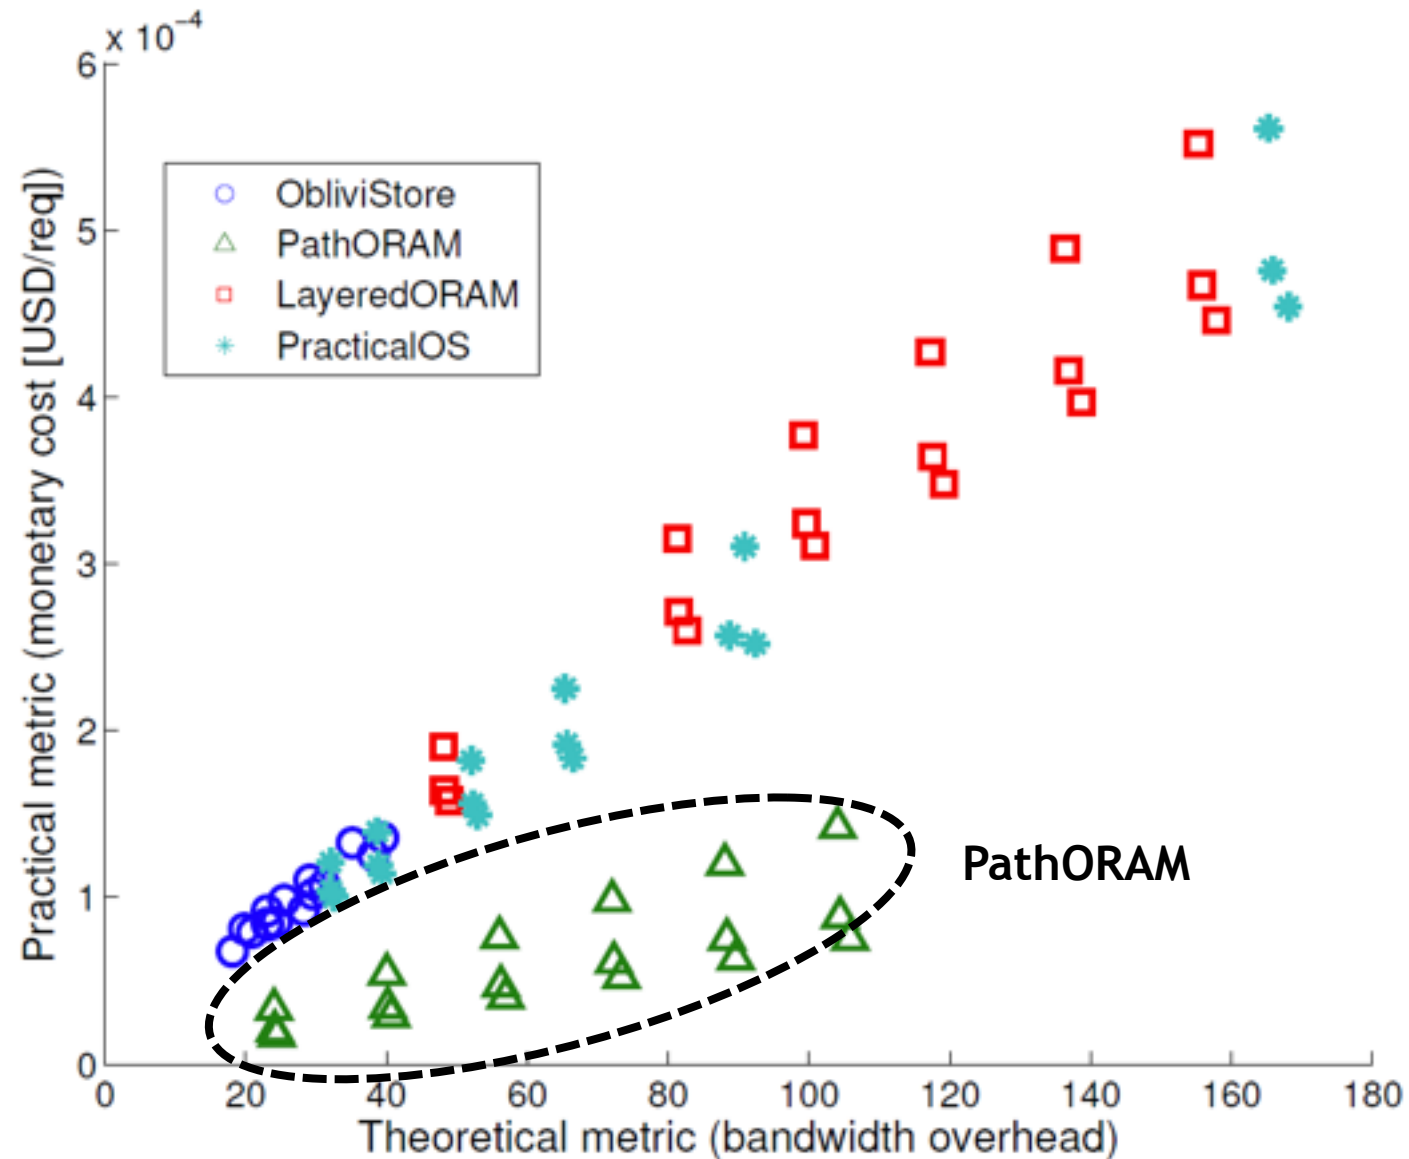 x 10⁻⁴
6
5
4
3
2
1
0
Practical metric (monetary cost [USD/req])
ObliviStore
PathORAM
LayeredORAM
PracticalOS
PathORAM
0 20 40 60 80 100 120 140 160 180
Theoretical metric (bandwidth overhead)